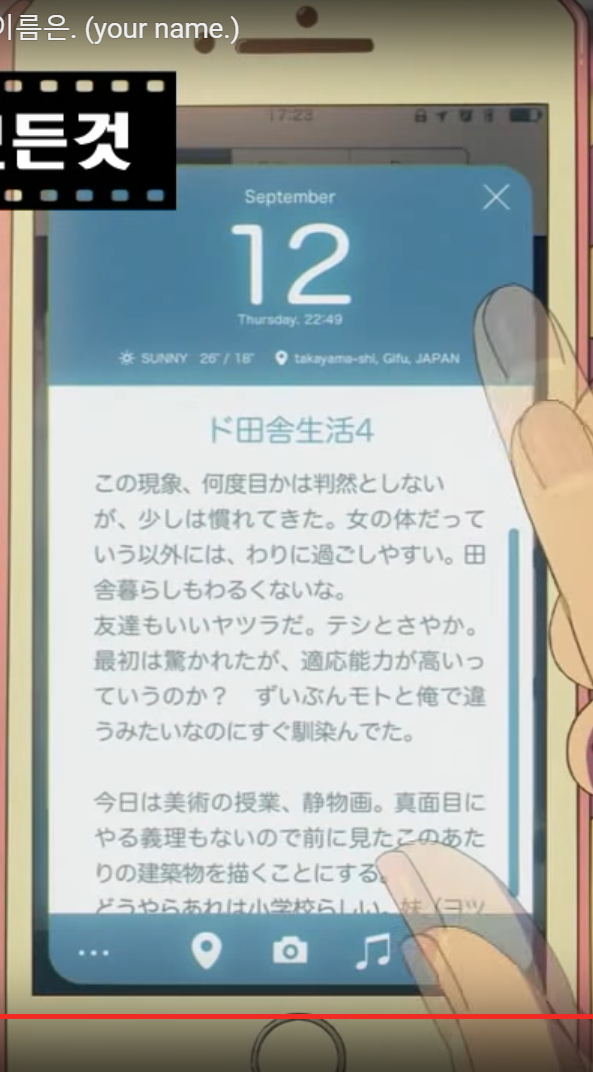 이름은. (your name.)
모든것
17:23
September
12
Thursday, 22:49
SUNNY 26°/ 18° takayama-shi, Gifu, JAPAN
ド田舎生活4
この現象、何度目かは判然としない
が、少しは慣れてきた。女の体だって
いう以外には、わりに過ごしやすい。田
舎暮らしもわるくないな。
友達もいいヤツラだ。テシとさやか。
最初は驚かれたが、適応能力が高いっ
ていうのか？　ずいぶんモトと俺で違
うみたいなのにすぐ馴染んでた。
今日は美術の授業、静物画。真面目に
やる義理もないので前に見たこのあた
りの建築物を描くことにする。
どうやらあれは小学校らしい。妹（ヨツ